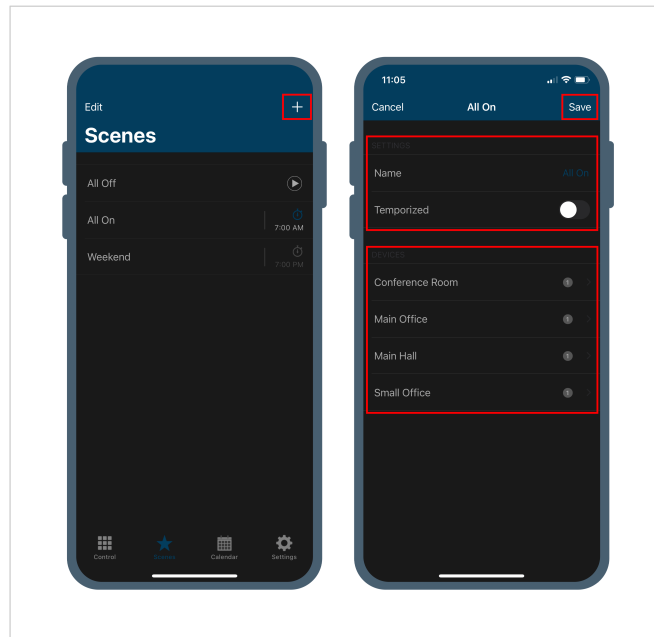 Edit
+
Scenes
All Off
All On
7:00 AM
Weekend
7:00 PM
Control
Scenes
Calendar
Settings
11:05
Cancel All On Save
SETTINGS
Name All On
Temporized
DEVICES
Conference Room 1
Main Office 1
Main Hall 1
Small Office 1